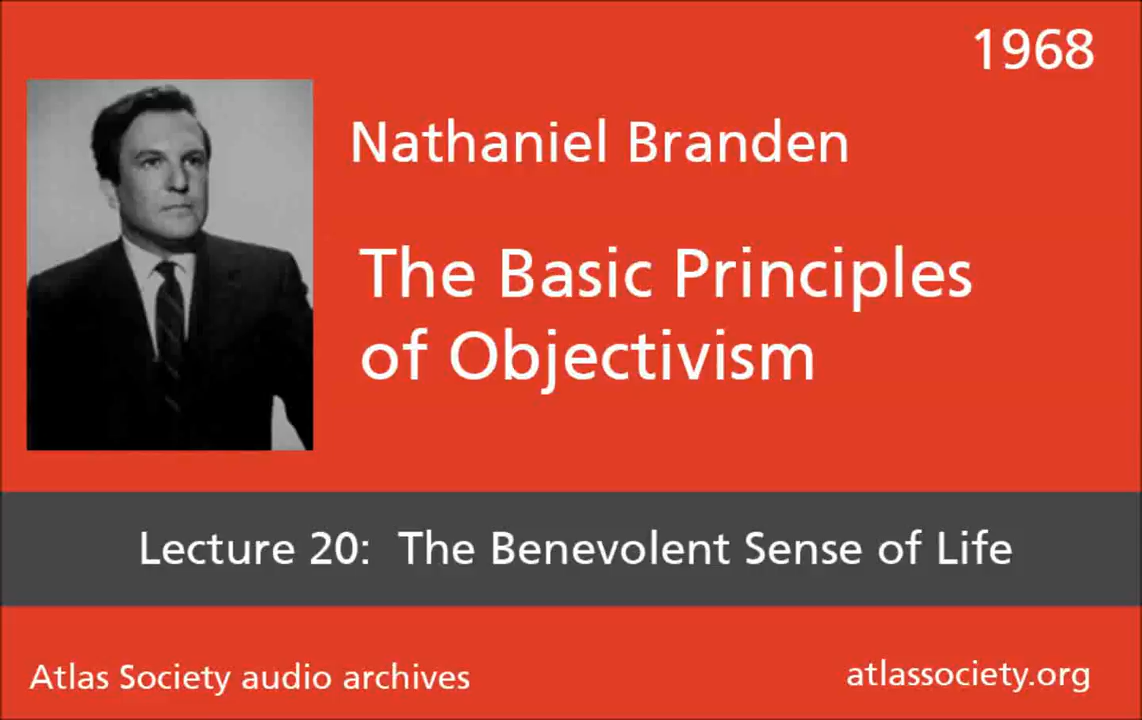 1968
Nathaniel Branden
The Basic Principles
of Objectivism
Lecture 20: The Benevolent Sense of Life
Atlas Society audio archives
atlassociety.org